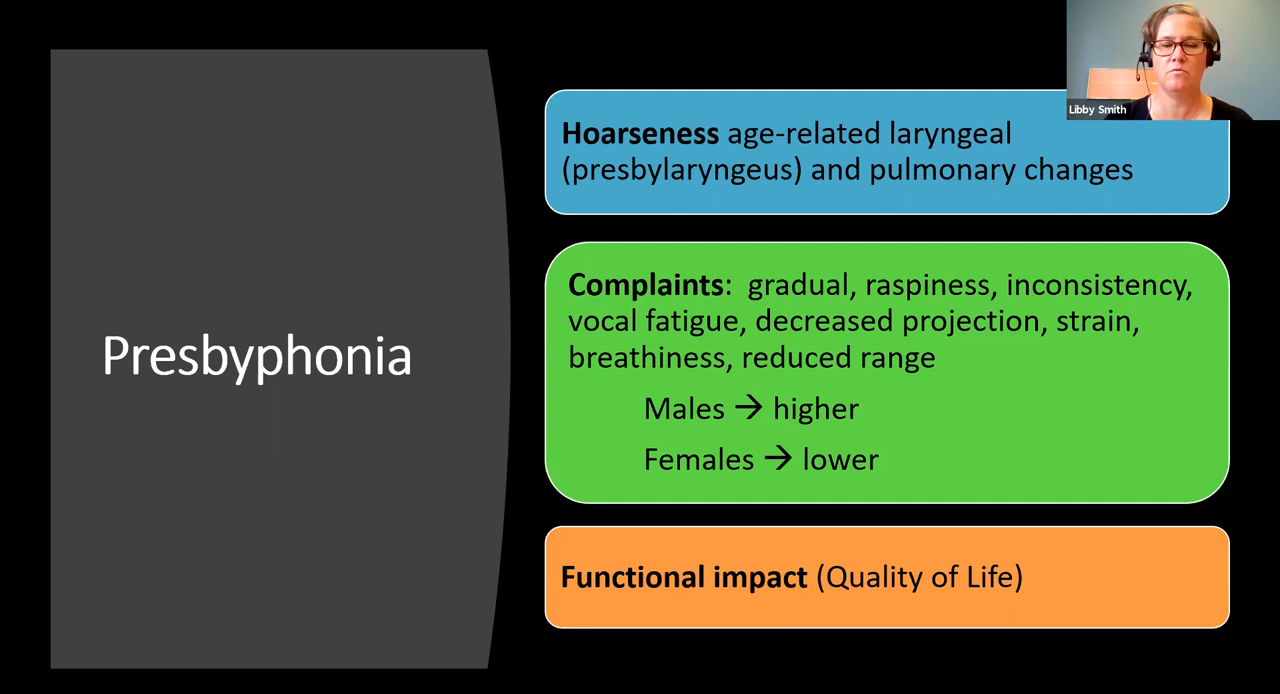 Presbyphonia
Hoarseness age-related laryngeal
(presbylaryngeus) and pulmonary changes
Complaints:  gradual, raspiness, inconsistency,
vocal fatigue, decreased projection, strain,
breathiness, reduced range
Males → higher
Females → lower
Functional impact (Quality of Life)
Libby Smith